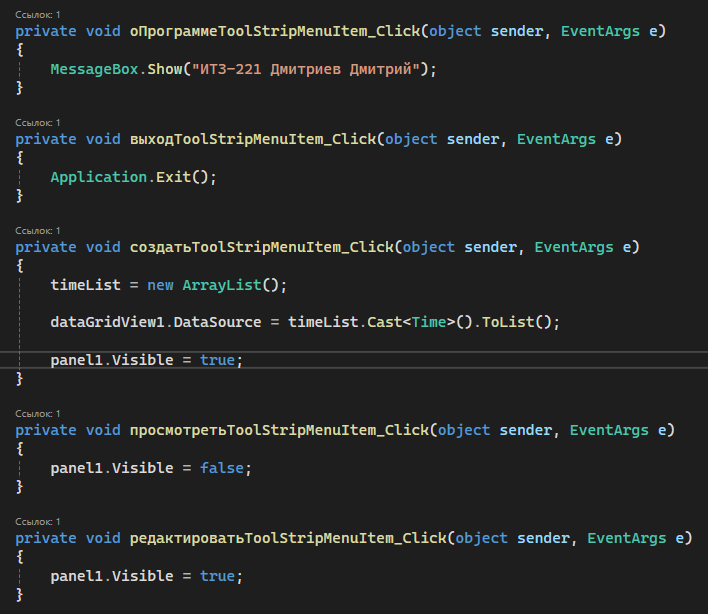 Ссылок: 1
private void оПрограммеToolStripMenuItem_Click(object sender, EventArgs e)
{
MessageBox.Show("ИТЗ-221 Дмитриев Дмитрий");
}
Ссылок: 1
private void выходToolStripMenuItem_Click(object sender, EventArgs e)
{
Application.Exit();
}
Ссылок: 1
private void создатьToolStripMenuItem_Click(object sender, EventArgs e)
{
timeList = new ArrayList();
dataGridView1.DataSource = timeList.Cast<Time>().ToList();
panel1.Visible = true;
}
Ссылок: 1
private void просмотретьToolStripMenuItem_Click(object sender, EventArgs e)
{
panel1.Visible = false;
}
Ссылок: 1
private void редактироватьToolStripMenuItem_Click(object sender, EventArgs e)
{
panel1.Visible = true;
}